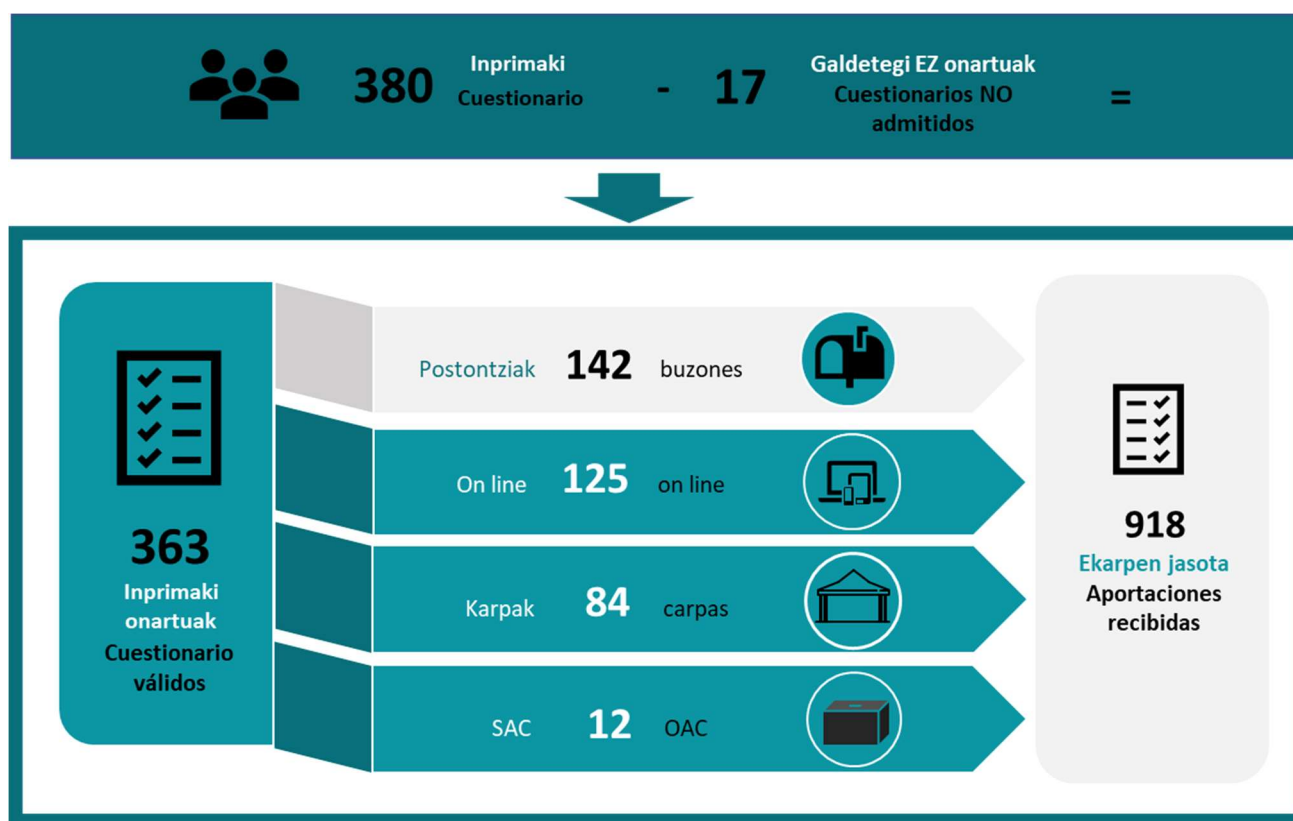 380
Inprimaki
Cuestionario
-
17
Galdetegi EZ onartuak
Cuestionarios NO
admitidos
=
363
Inprimaki
onartuak
Cuestionario
válidos
Postontziak 142 buzones
On line 125 on line
Karpak 84 carpas
SAC 12 OAC
918
Ekarpen jasota
Aportaciones
recibidas